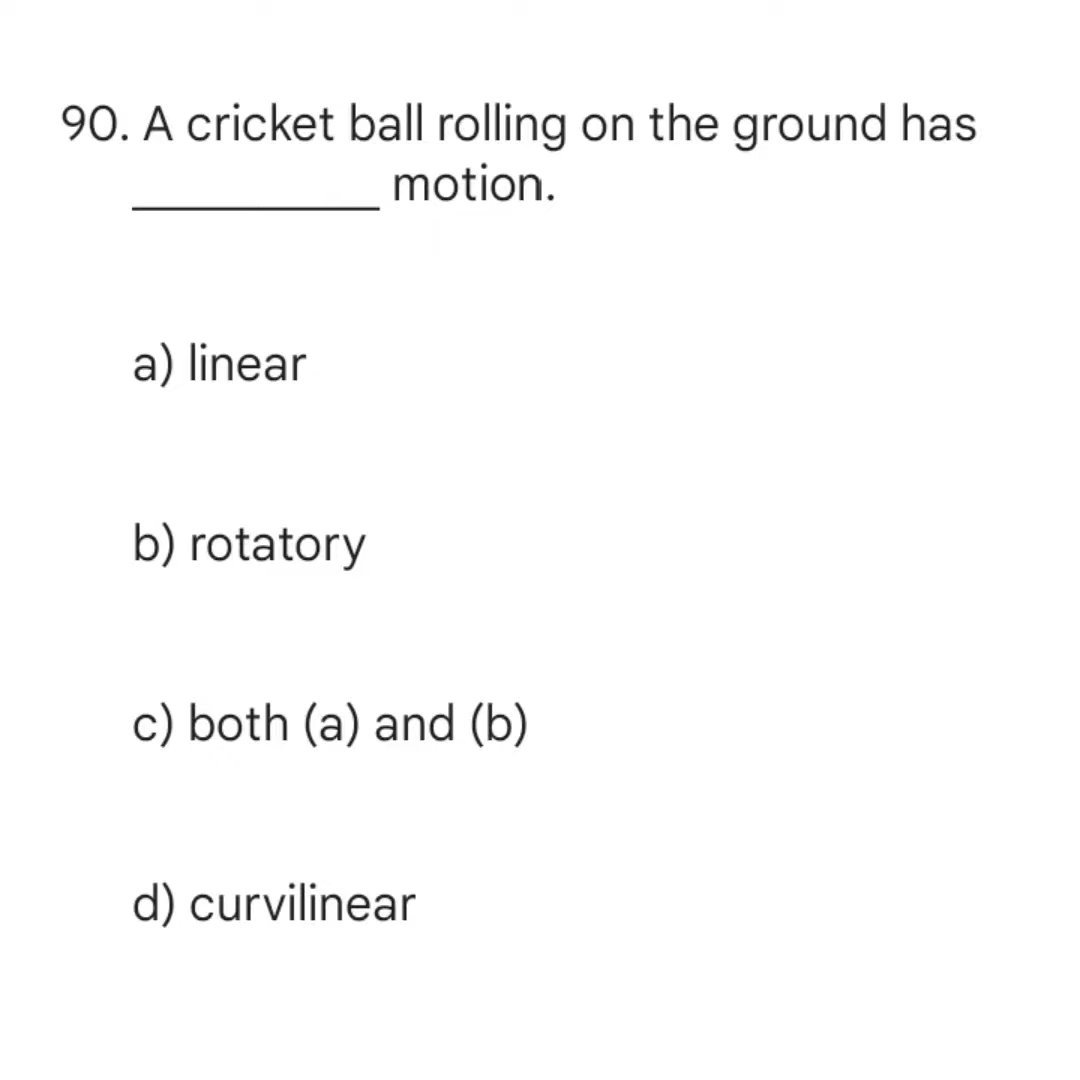 90. A cricket ball rolling on the ground has
__________ motion.
a) linear
b) rotatory
c) both (a) and (b)
d) curvilinear